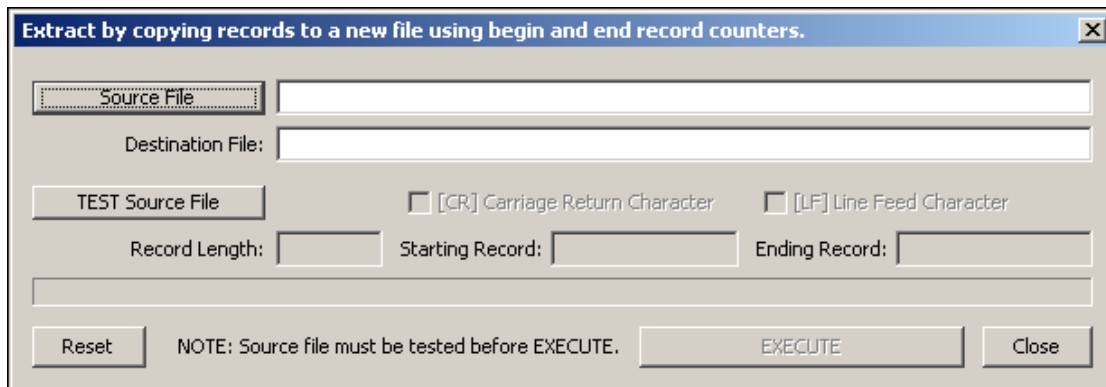 Extract by copying records to a new file using begin and end record counters.
Source File
Destination File:
TEST Source File [CR] Carriage Return Character [LF] Line Feed Character
Record Length: Starting Record: Ending Record:
Reset NOTE: Source file must be tested before EXECUTE. EXECUTE Close